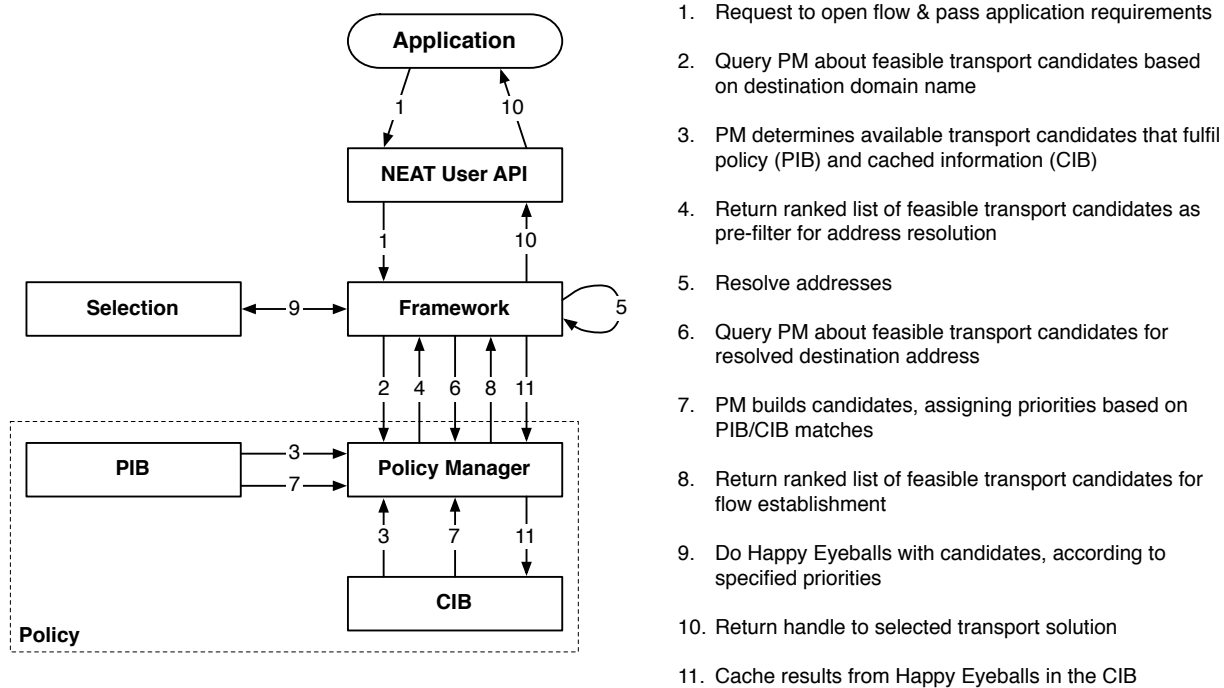 Application
1
10
NEAT User API
1
10
Selection
9
Framework
5
2
4
6
8
11
PIB
3
7
Policy Manager
3
7
11
CIB
Policy
1. Request to open flow & pass application requirements
2. Query PM about feasible transport candidates based
on destination domain name
3. PM determines available transport candidates that fulfil
policy (PIB) and cached information (CIB)
4. Return ranked list of feasible transport candidates as
pre-filter for address resolution
5. Resolve addresses
6. Query PM about feasible transport candidates for
resolved destination address
7. PM builds candidates, assigning priorities based on
PIB/CIB matches
8. Return ranked list of feasible transport candidates for
flow establishment
9. Do Happy Eyeballs with candidates, according to
specified priorities
10. Return handle to selected transport solution
11. Cache results from Happy Eyeballs in the CIB